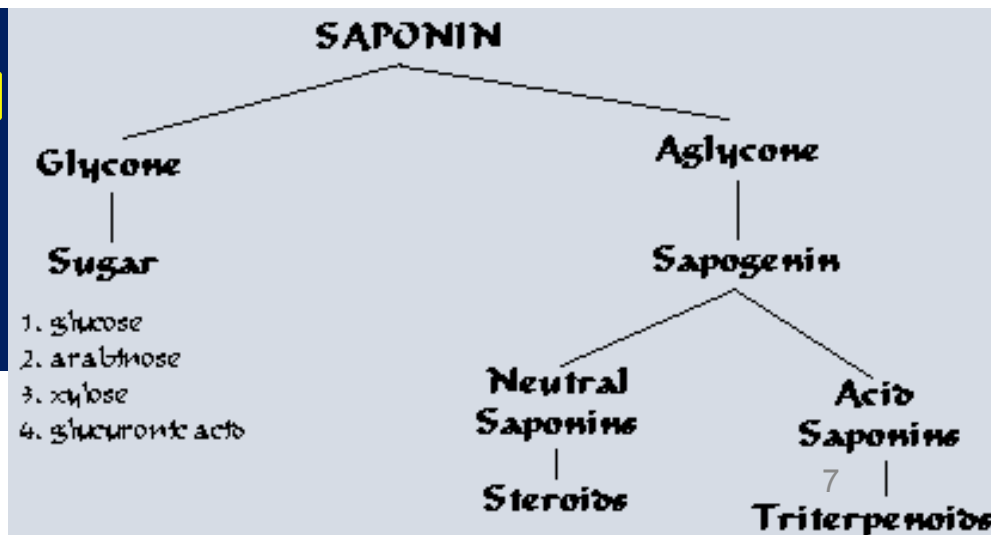 SAPONIN
Glycone
Aglycone
Sugar
Sapogenin
1. glucose
2. arabinose
3. xylose
4. glucuronic acid
Neutral
Saponins
Acid
Saponins
Steroids
7
Triterpenoids